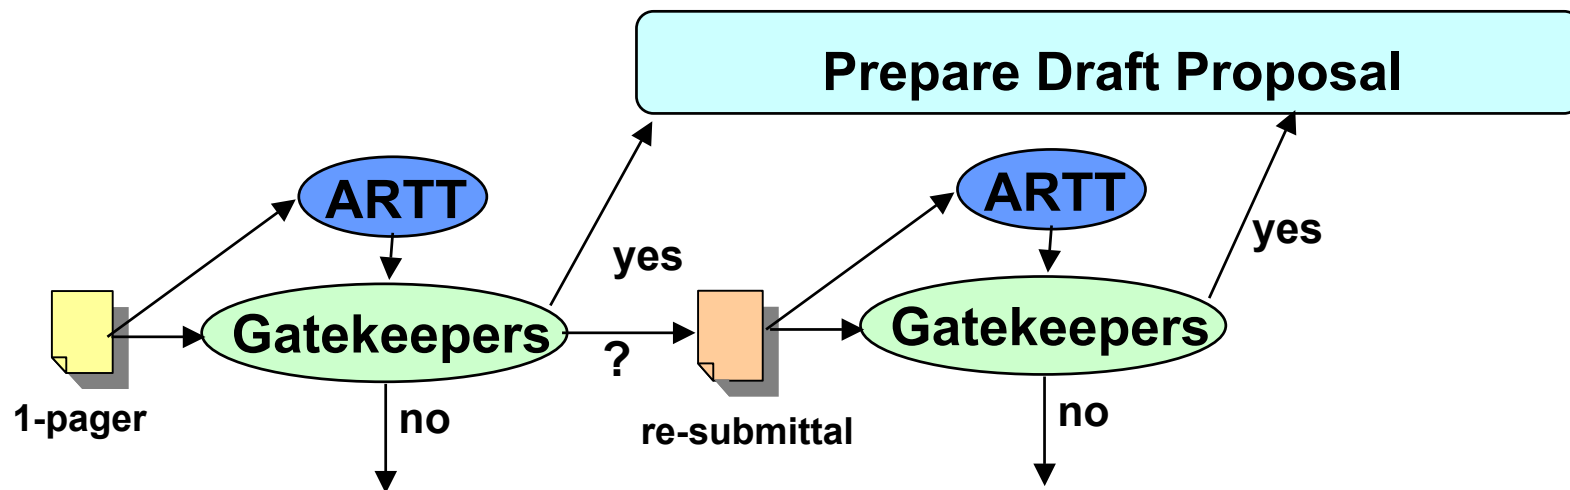 Prepare Draft Proposal
ARTT
ARTT
yes
yes
Gatekeepers
Gatekeepers
?
1-pager
no
re-submittal
no